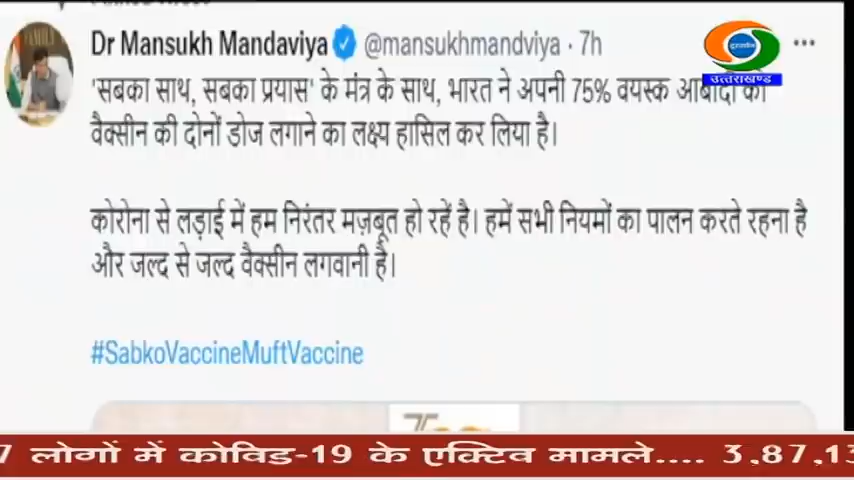 Dr Mansukh Mandaviya @mansukhmandviya · 7h
उत्तराखण्ड
'सबका साथ, सबका प्रयास' के मंत्र के साथ, भारत ने अपनी 75% वयस्क आबादी को
वैक्सीन की दोनों डोज लगाने का लक्ष्य हासिल कर लिया है।
कोरोना से लड़ाई में हम निरंतर मज़बूत हो रहें है। हमें सभी नियमों का पालन करते रहना है
और जल्द से जल्द वैक्सीन लगवानी है।
#SabkoVaccineMuftVaccine
7 लोगों में कोविड-19 के एक्टिव मामले.... 3,87,13